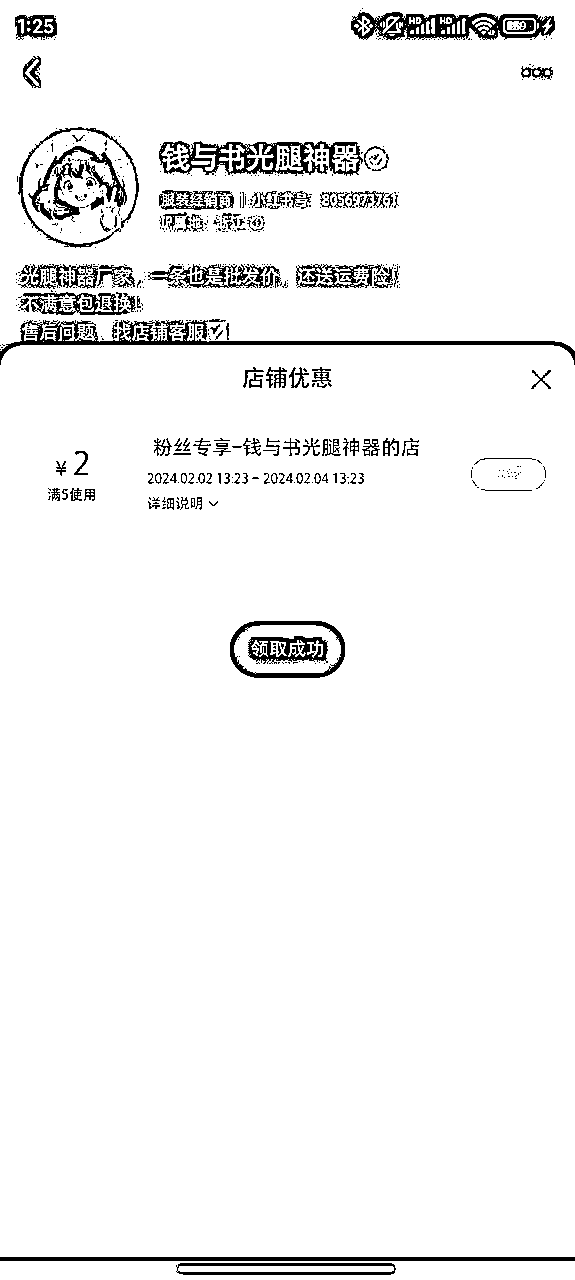 1:25
钱与书光腿神器
服装经销商 | 小红书号: 8056973761
IP属地: 浙江
光腿神器厂家，一条也是批发价，还送运费险！
不满意包退换！
售后问题、找店铺客服
店铺优惠
¥2
满5使用
粉丝专享-钱与书光腿神器的店
2024.02.02 13:23 - 2024.02.04 13:23
详细说明
领取成功